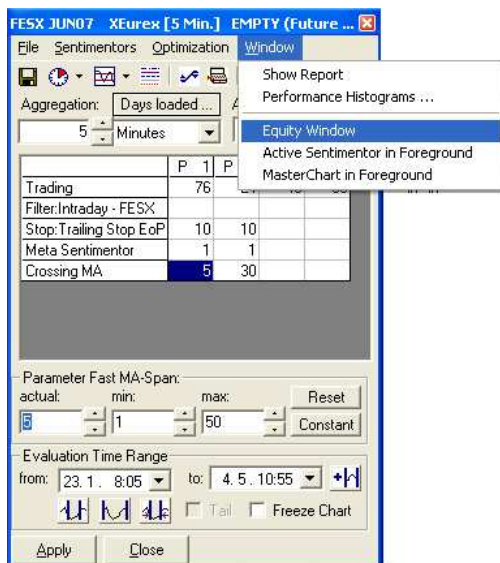 FESX JUN07 XEurex [5 Min.] EMPTY (Future ...
File Sentimentors Optimization Window
Show Report
Performance Histograms ...
Equity Window
Active Sentimentor in Foreground
MasterChart in Foreground
Aggregation: Days loaded ...
5 Minutes
P 1 P
Trading 76
Filter:Intraday - FESX
Stop:Trailing Stop EoP 10 10
Meta Sentimentor 1 1
Crossing MA 5 30
Parameter Fast MA-Span:
actual: min: max: Reset
5 1 50 Constant
Evaluation Time Range
from: 23. 1. 8:05 to: 4. 5. 10:55
Tail Freeze Chart
Apply Close